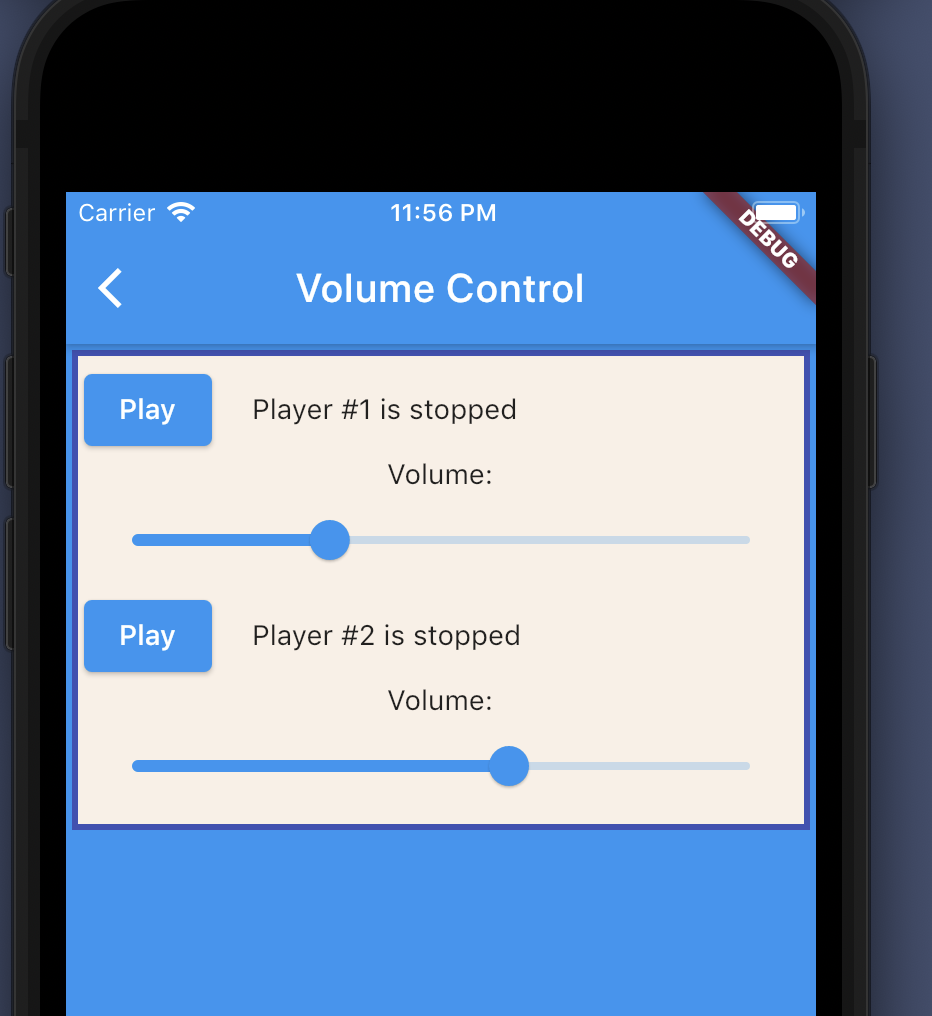 Carrier 11:56 PM
DEBUG
Volume Control
Play Player #1 is stopped
Volume:
Play Player #2 is stopped
Volume: